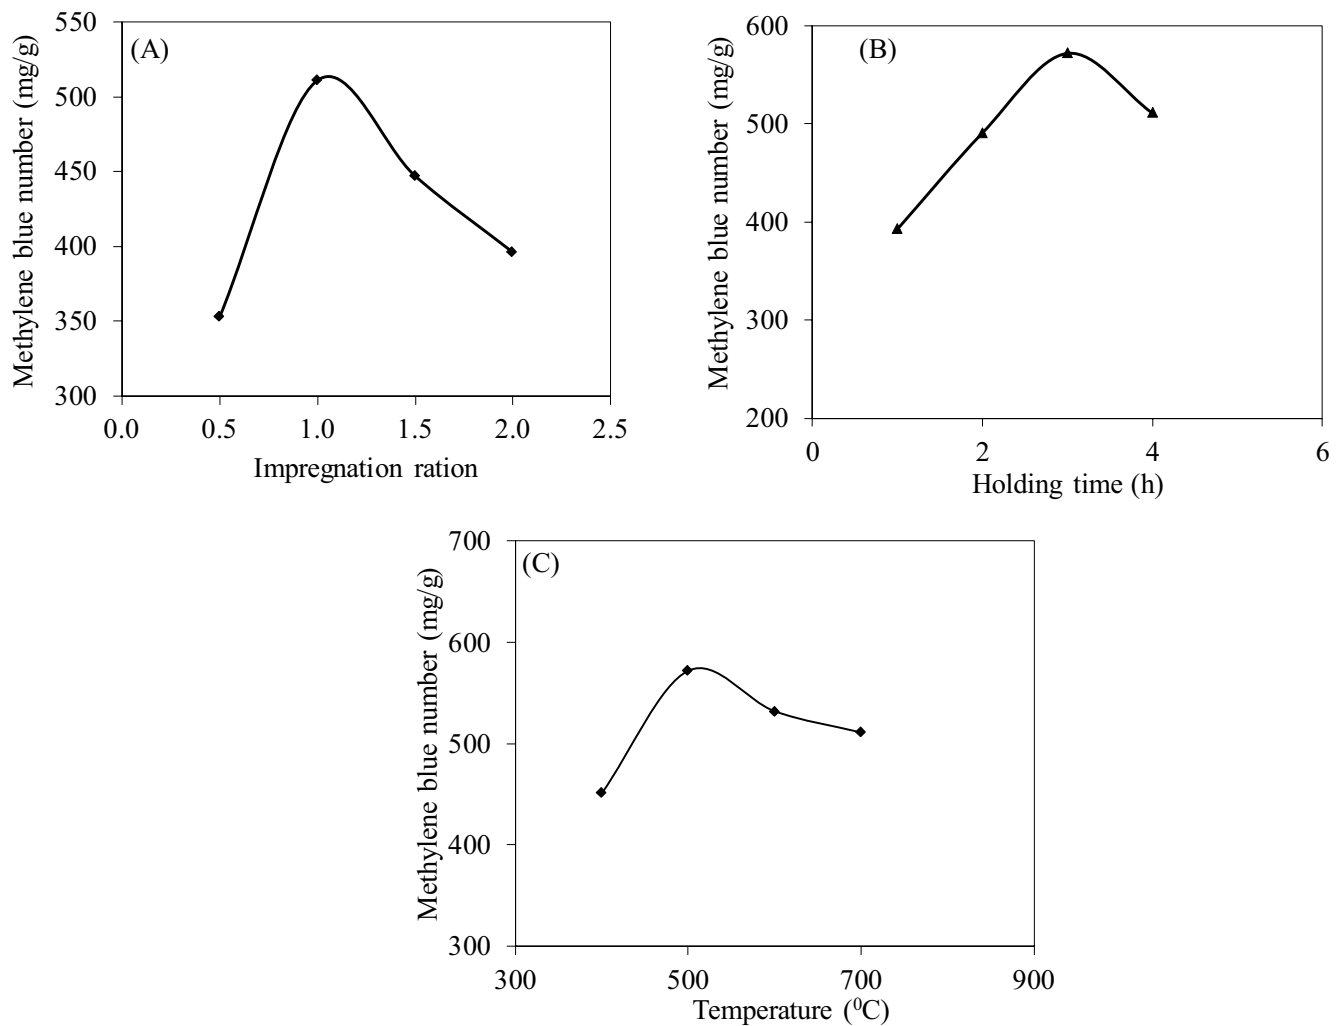 (A)
Methylene blue number (mg/g)
550
500
450
400
350
300
0.0 0.5 1.0 1.5 2.0 2.5
Impregnation ration
(B)
Methylene blue number (mg/g)
600
500
400
300
200
0 2 4 6
Holding time (h)
(C)
Methylene blue number (mg/g)
700
600
500
400
300
300 500 700 900
Temperature (⁰C)